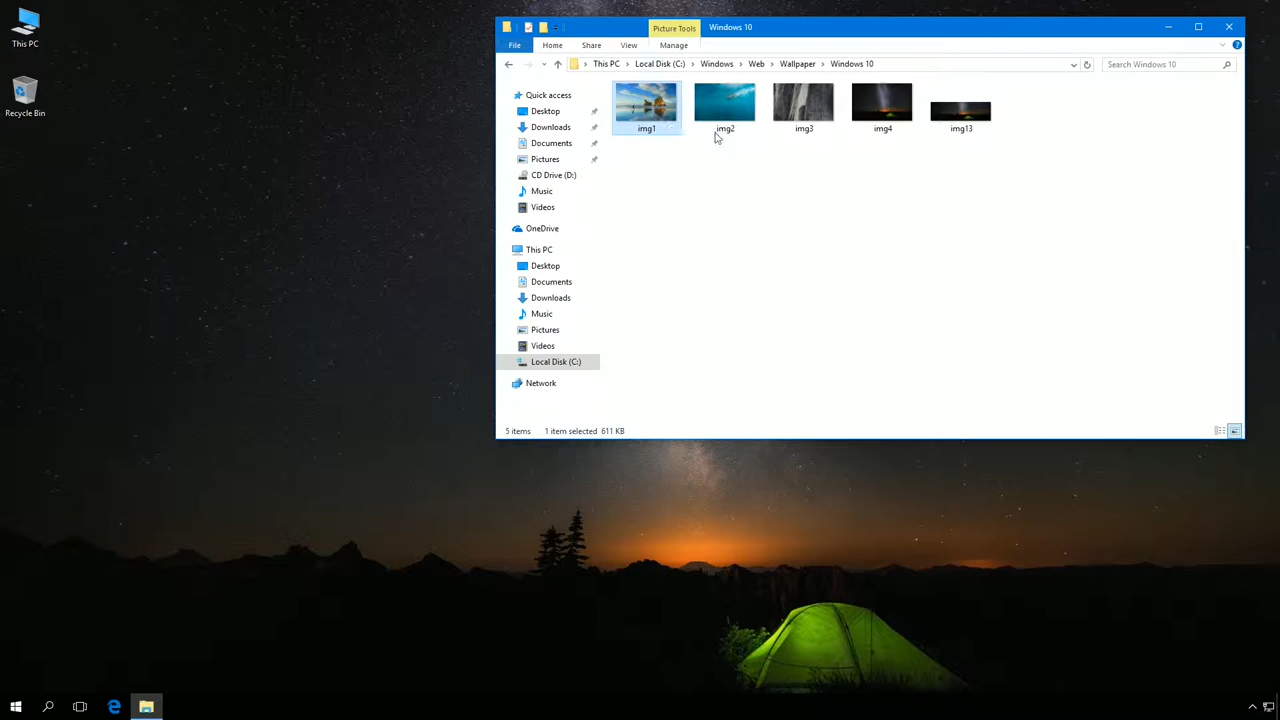 This PC
Recycle Bin
Picture Tools
Windows 10
File
Home
Share
View
Manage
This PC
Local Disk (C:)
Windows
Web
Wallpaper
Windows 10
Search Windows 10
Quick access
Desktop
Downloads
Documents
Pictures
CD Drive (D:)
Music
Videos
OneDrive
This PC
Desktop
Documents
Downloads
Music
Pictures
Videos
Local Disk (C:)
Network
img1
img2
img3
img4
img13
5 items
1 item selected 611 KB